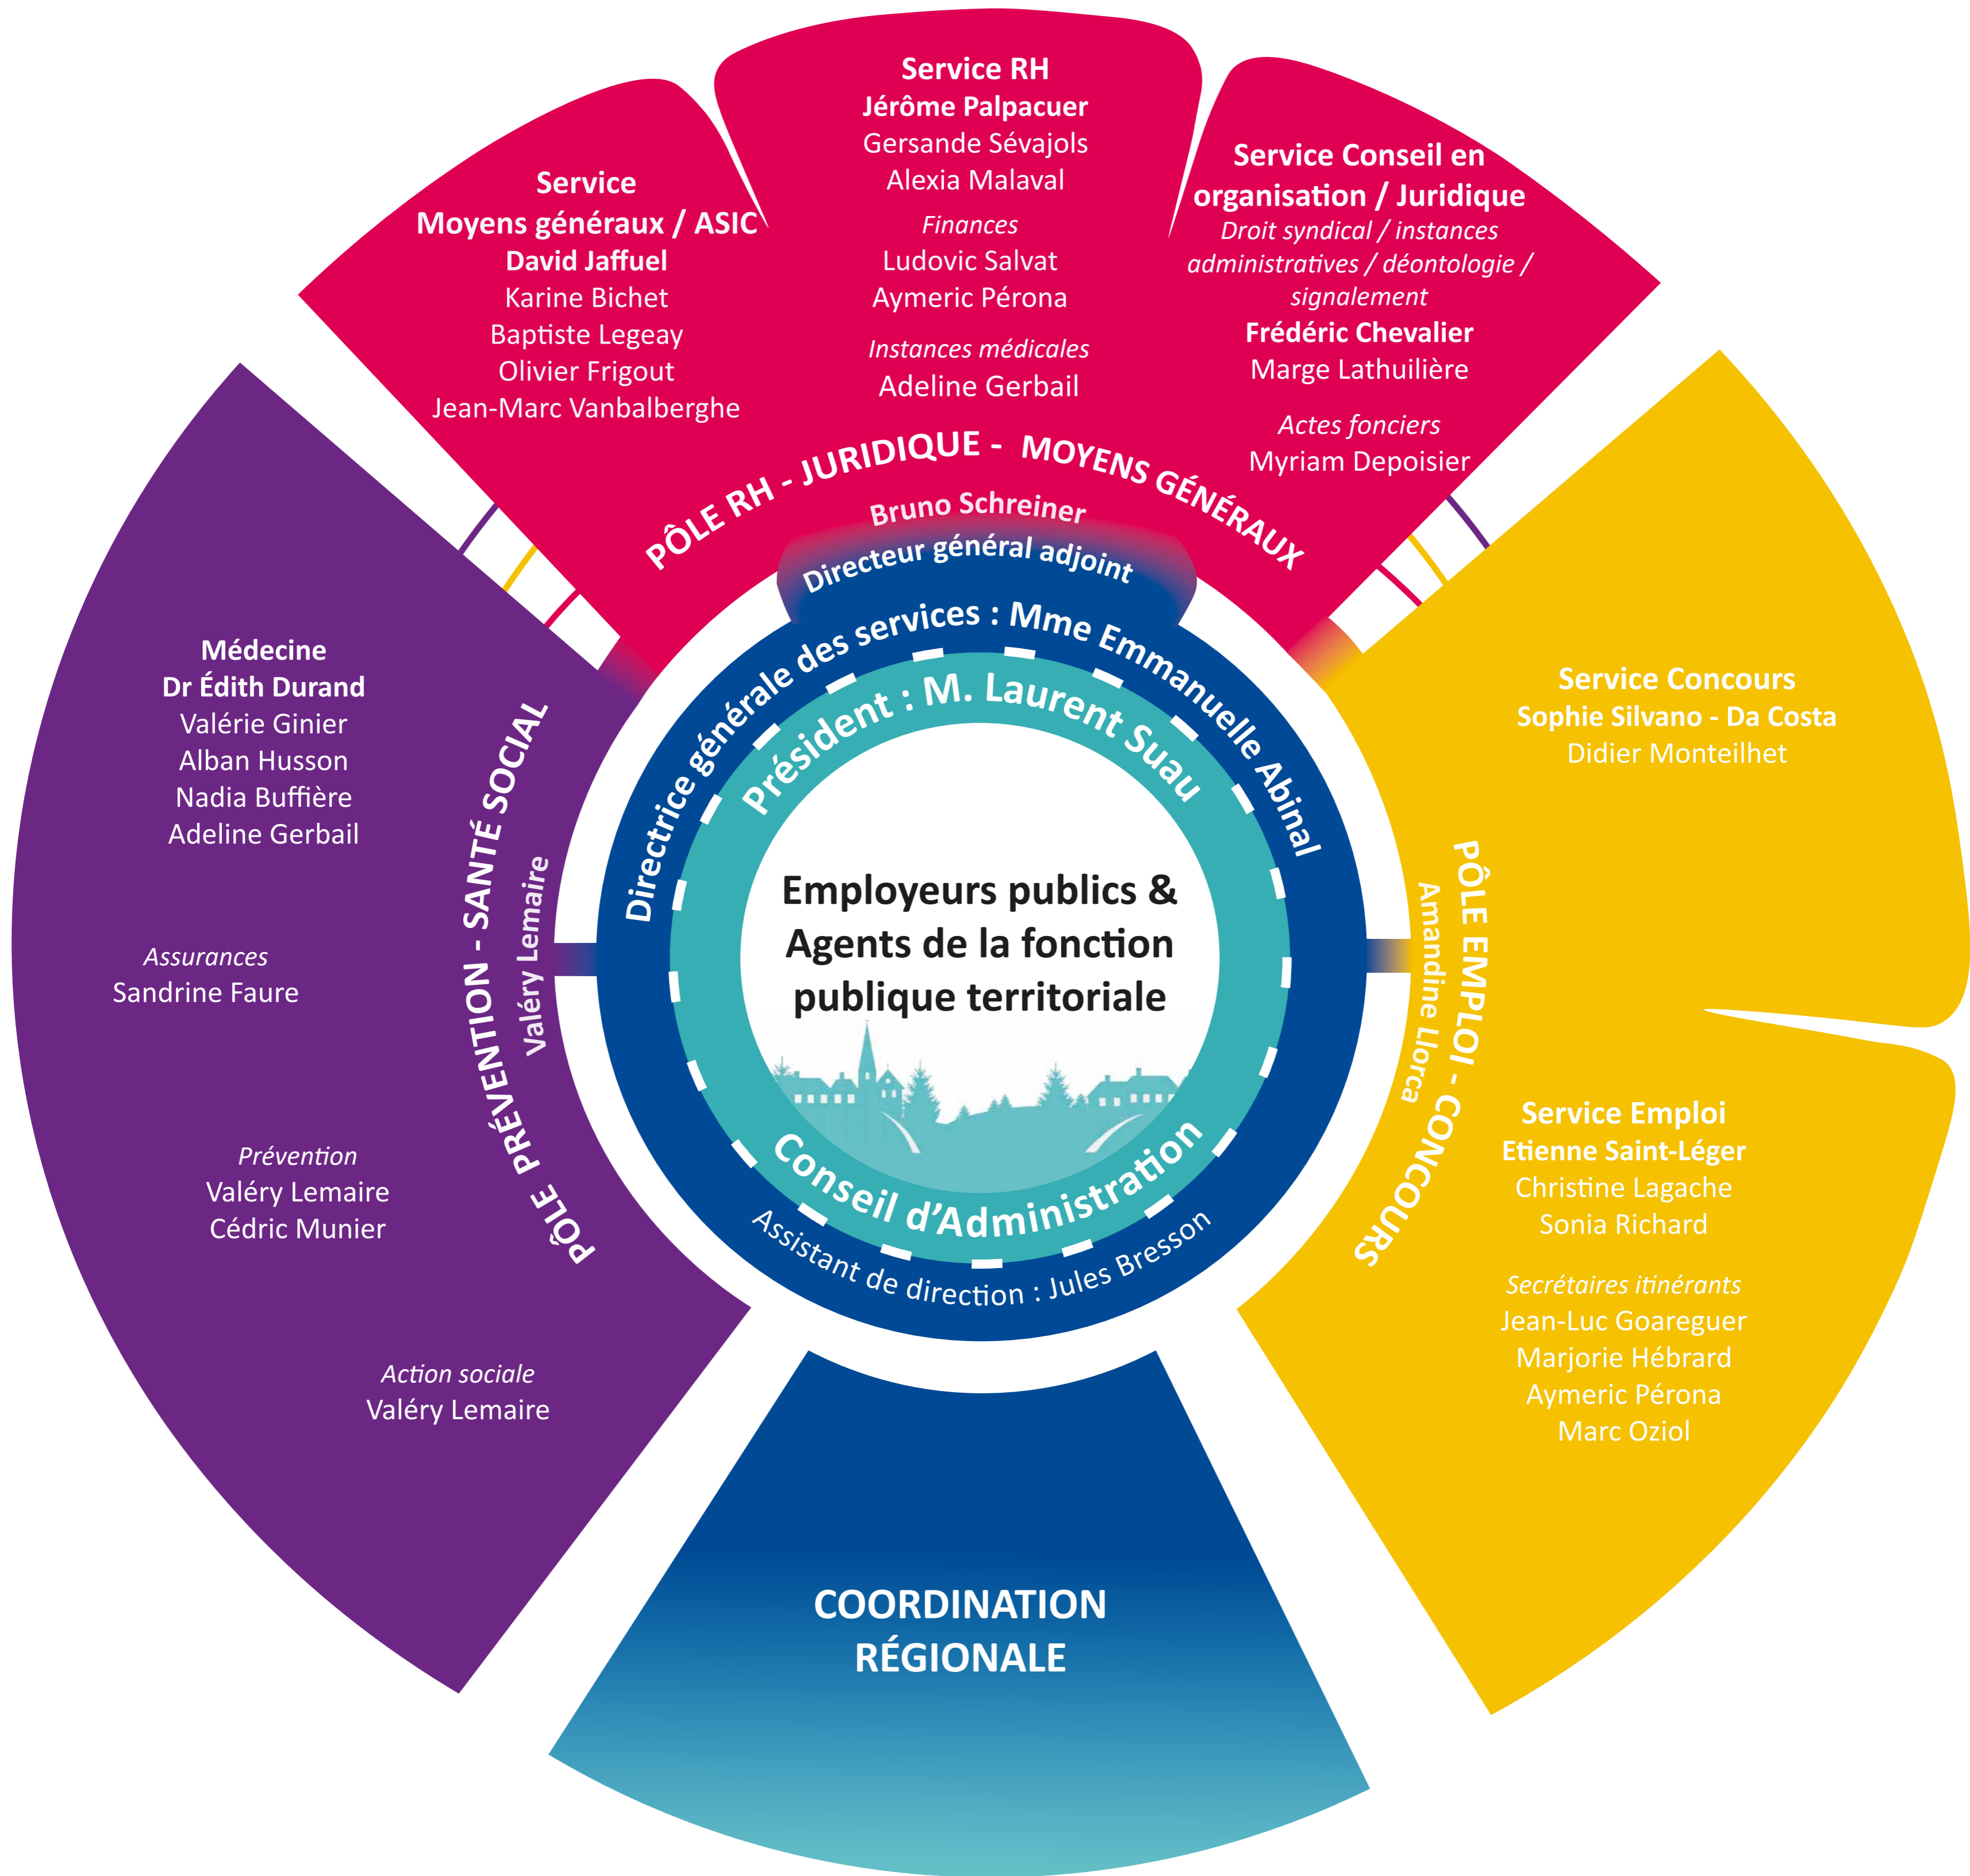 Service RH
Jérôme Palpacuer
Gersande Sévajols
Alexia Malaval
Finances
Ludovic Salvat
Aymeric Pérona
Instances médicales
Adeline Gerbail
Service
Moyens généraux / ASIC
David Jaffuel
Karine Bichet
Baptiste Legeay
Olivier Frigout
Jean-Marc Vanbalberghe
Service Conseil en
organisation / Juridique
Droit syndical / instances
administratives / déontologie /
signalement
Frédéric Chevalier
Marge Lathuilière
Actes fonciers
Myriam Depoisier
PÔLE RH - JURIDIQUE - MOYENS GÉNÉRAUX
Bruno Schreiner
Directeur général adjoint
Directrice générale des services : Mme Emmanuelle Abinal
Président : M. Laurent Suau
Employeurs publics &
Agents de la fonction
publique territoriale
Conseil d'Administration
Assistant de direction : Jules Bresson
Médecine
Dr Édith Durand
Valérie Ginier
Alban Husson
Nadia Buffière
Adeline Gerbail
Assurances
Sandrine Faure
Prévention
Valéry Lemaire
Cédric Munier
Action sociale
Valéry Lemaire
PÔLE PRÉVENTION - SANTÉ SOCIAL
Valéry Lemaire
PÔLE EMPLOI - CONCOURS
Amandine Llorca
Service Concours
Sophie Silvano - Da Costa
Didier Monteilhet
Service Emploi
Etienne Saint-Léger
Christine Lagache
Sonia Richard
Secrétaires itinérants
Jean-Luc Goareguer
Marjorie Hébrard
Aymeric Pérona
Marc Oziol
COORDINATION
RÉGIONALE